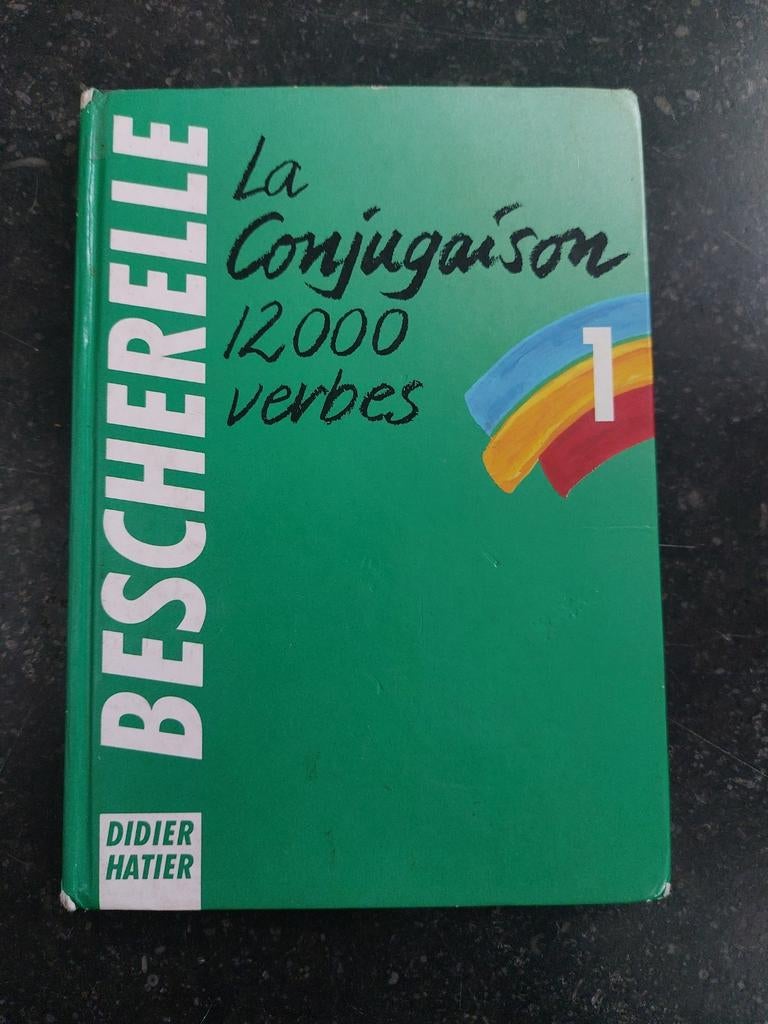 BESCHERELLE
La
Conjugaison
12000
verbes
1
DIDIER
HATIER